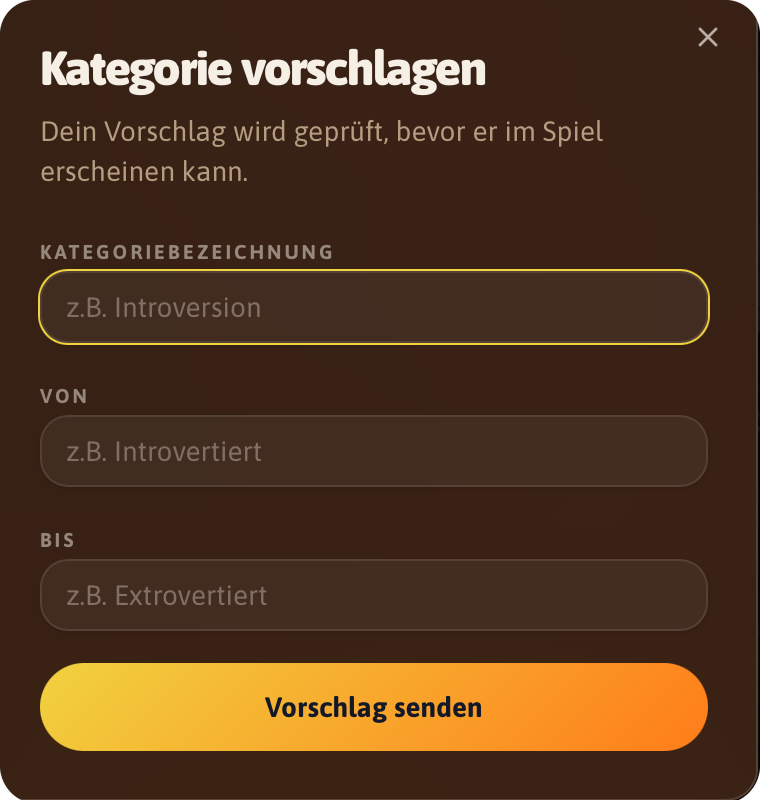 Kategorie vorschlagen
Dein Vorschlag wird geprüft, bevor er im Spiel
erscheinen kann.
KATEGORIEBEZEICHNUNG
z.B. Introversion
VON
z.B. Introvertiert
BIS
z.B. Extrovertiert
Vorschlag senden